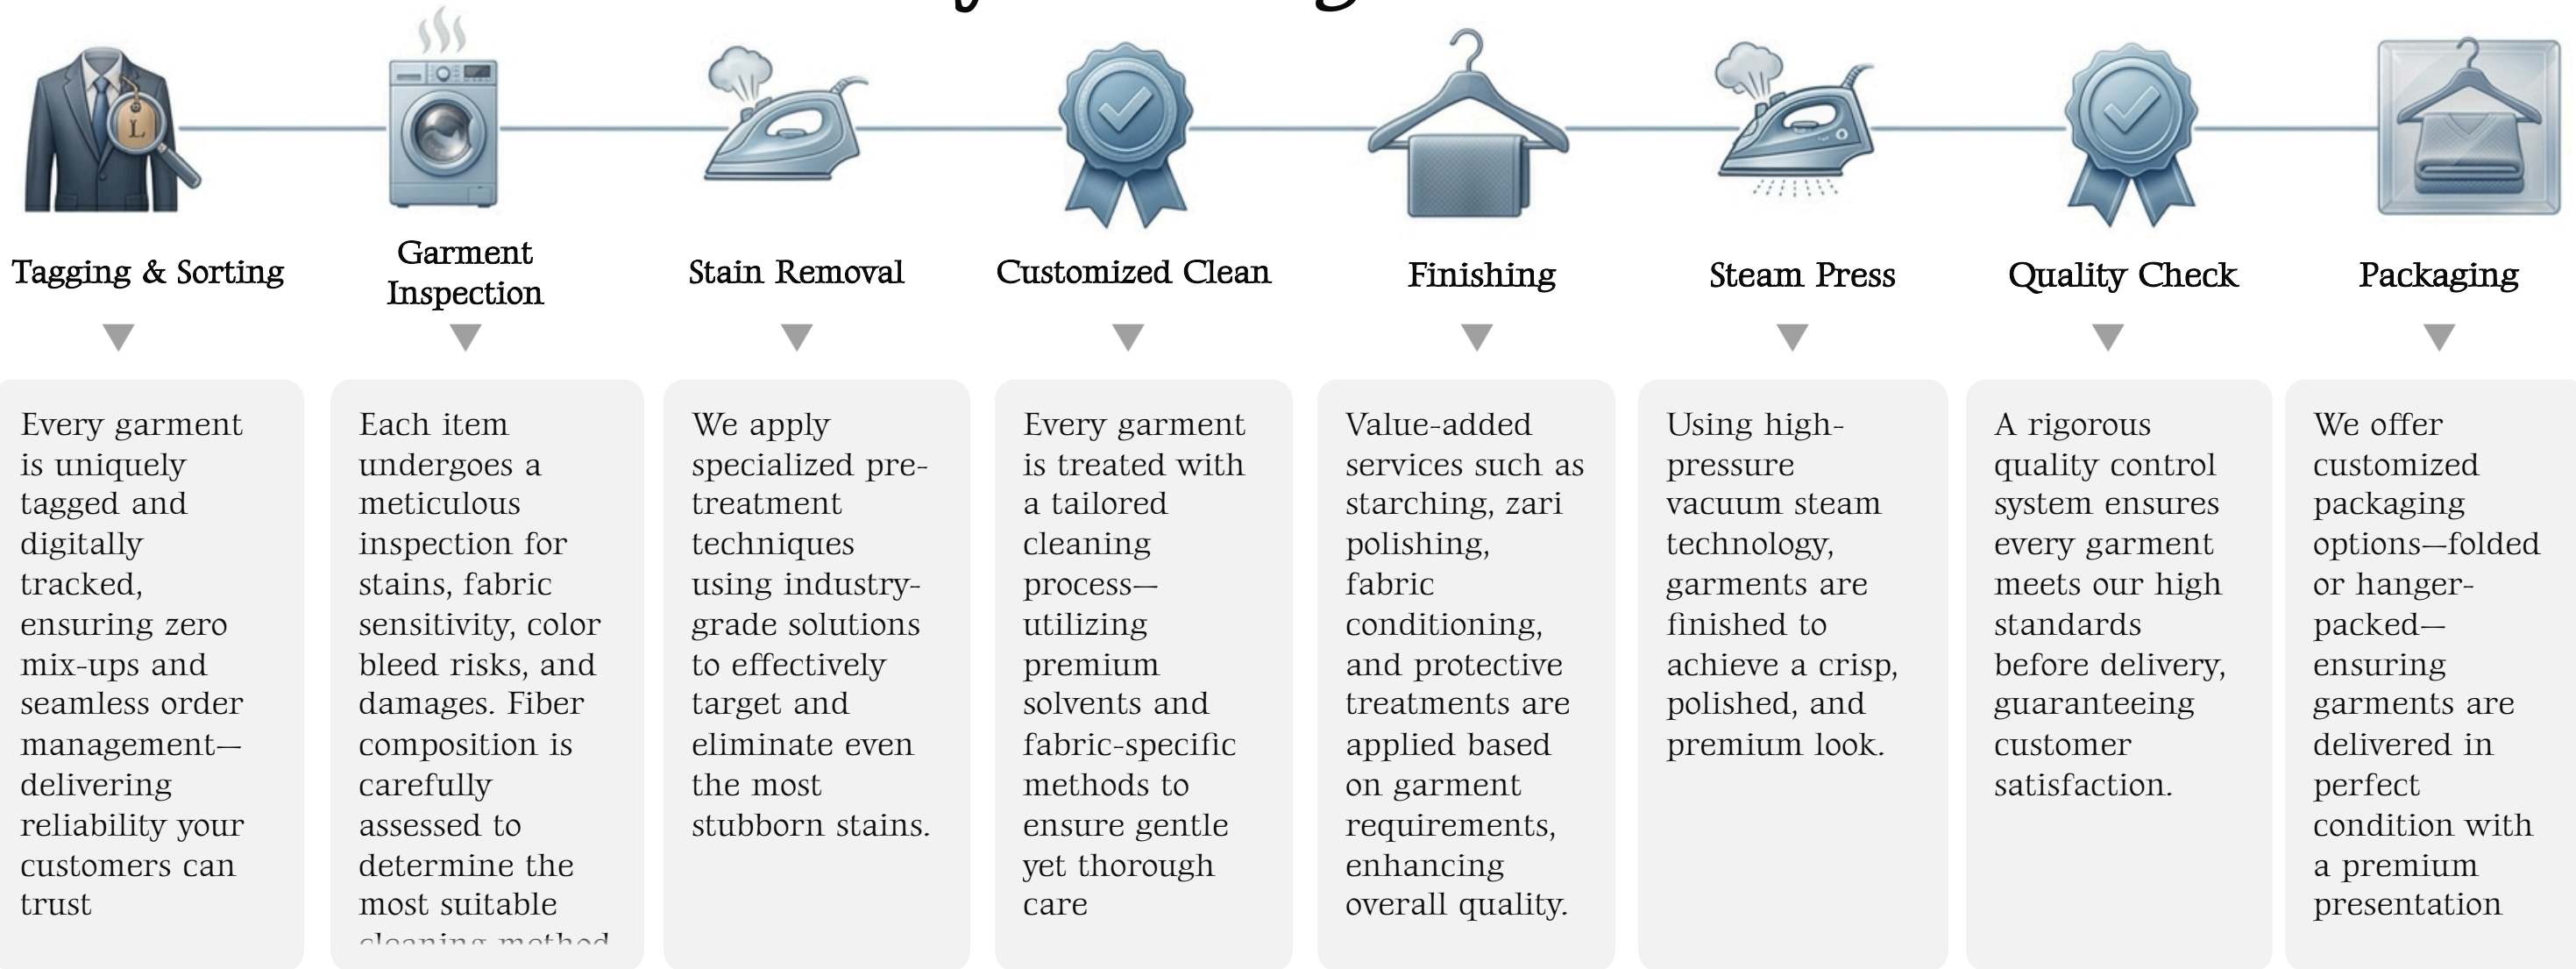 L
Tagging & Sorting
Every garment
is uniquely
tagged and
digitally
tracked,
ensuring zero
mix-ups and
seamless order
management—
delivering
reliability your
customers can
trust
Garment
Inspection
Each item
undergoes a
meticulous
inspection for
stains, fabric
sensitivity, color
bleed risks, and
damages. Fiber
composition is
carefully
assessed to
determine the
most suitable
cleaning method
Stain Removal
We apply
specialized pre-
treatment
techniques
using industry-
grade solutions
to effectively
target and
eliminate even
the most
stubborn stains.
Customized Clean
Every garment
is treated with
a tailored
cleaning
process—
utilizing
premium
solvents and
fabric-specific
methods to
ensure gentle
yet thorough
care
Finishing
Value-added
services such as
starching, zari
polishing,
fabric
conditioning,
and protective
treatments are
applied based
on garment
requirements,
enhancing
overall quality.
Steam Press
Using high-
pressure
vacuum steam
technology,
garments are
finished to
achieve a crisp,
polished, and
premium look.
Quality Check
A rigorous
quality control
system ensures
every garment
meets our high
standards
before delivery,
guaranteeing
customer
satisfaction.
Packaging
We offer
customized
packaging
options—folded
or hanger-
packed—
ensuring
garments are
delivered in
perfect
condition with
a premium
presentation